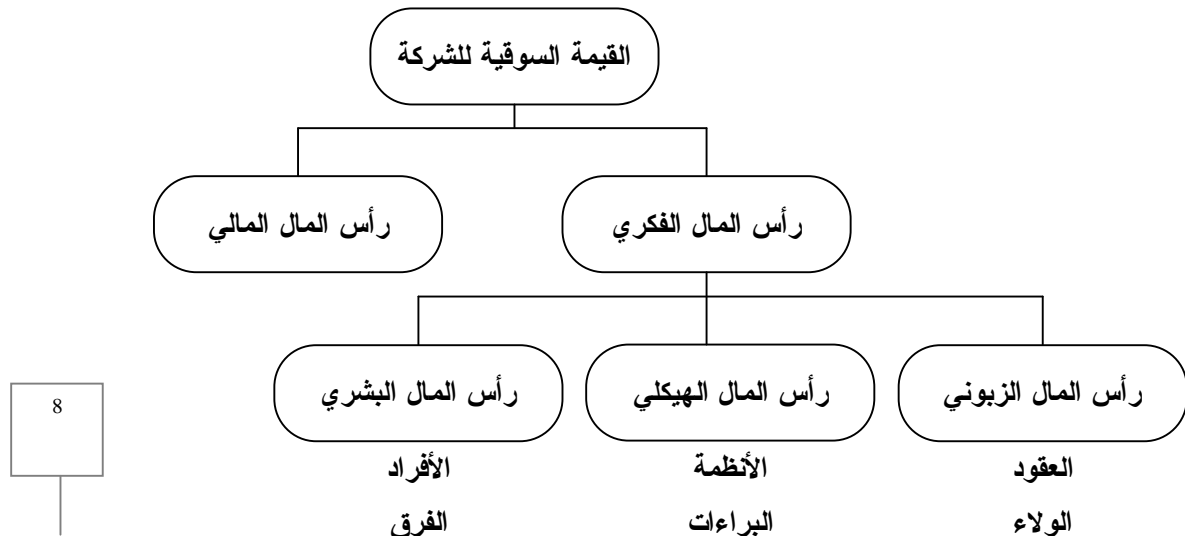 القيمة السوقية للشركة
رأس المال الفكري
رأس المال المالي
رأس المال الزبوني
رأس المال الهيكلي
رأس المال البشري
العقود
الأنظمة
الأفراد
الولاء
البراءات
الفرق
8